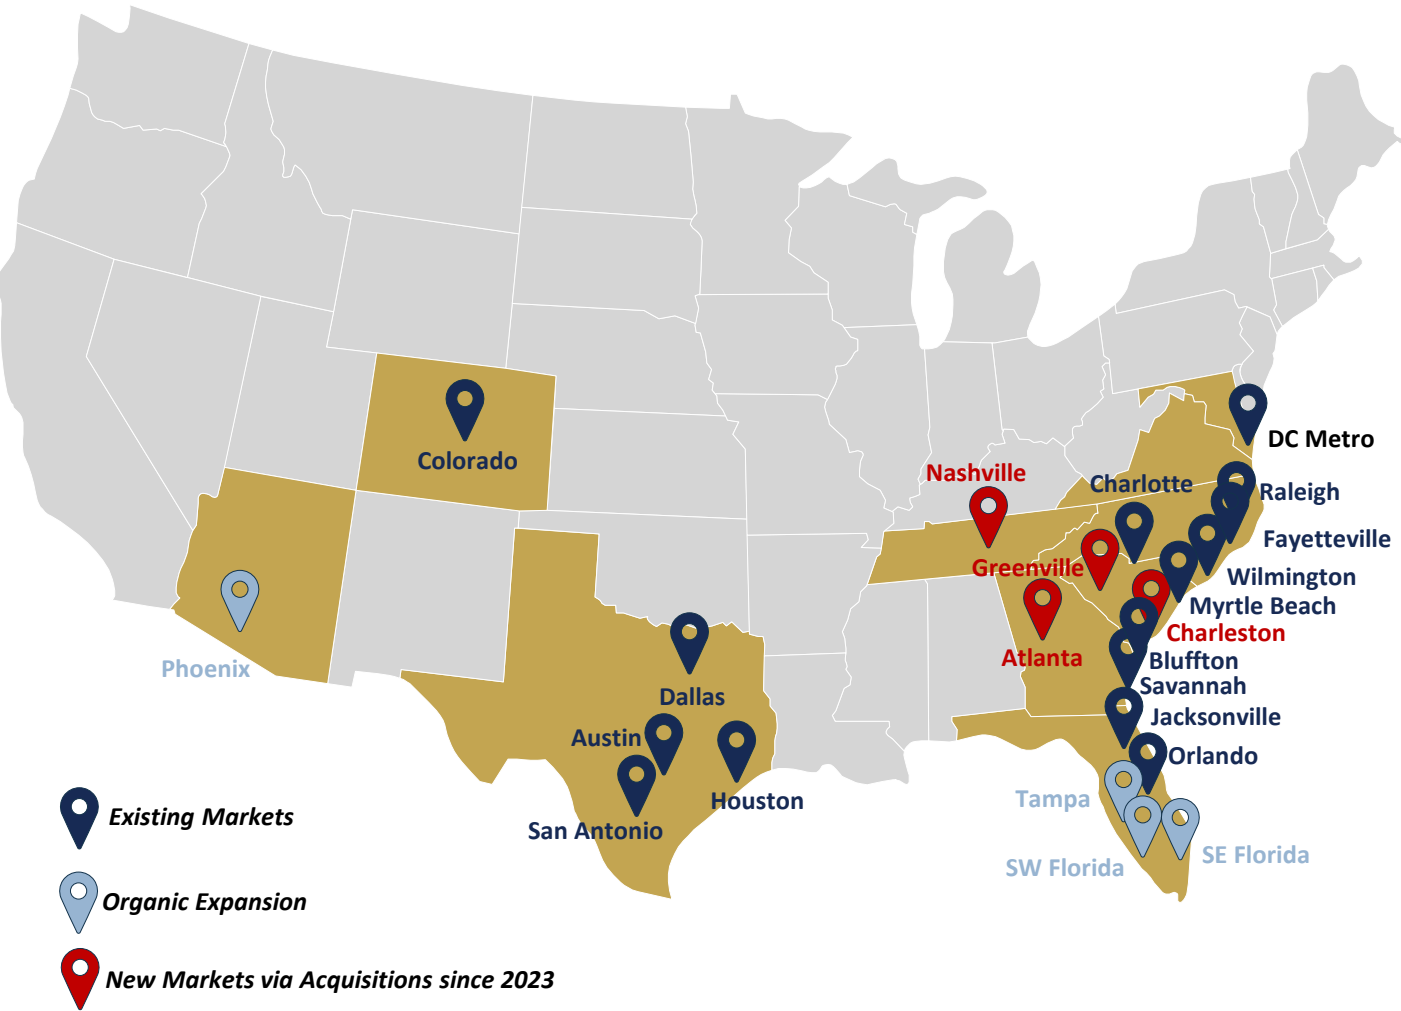 Colorado
DC Metro
Nashville
Charlotte
Raleigh
Fayetteville
Greenville
Wilmington
Myrtle Beach
Charleston
Atlanta
Bluffton
Phoenix
Savannah
Dallas
Jacksonville
Austin
Orlando
Houston
Tampa
San Antonio
SE Florida
SW Florida
Existing Markets
Organic Expansion
New Markets via Acquisitions since 2023